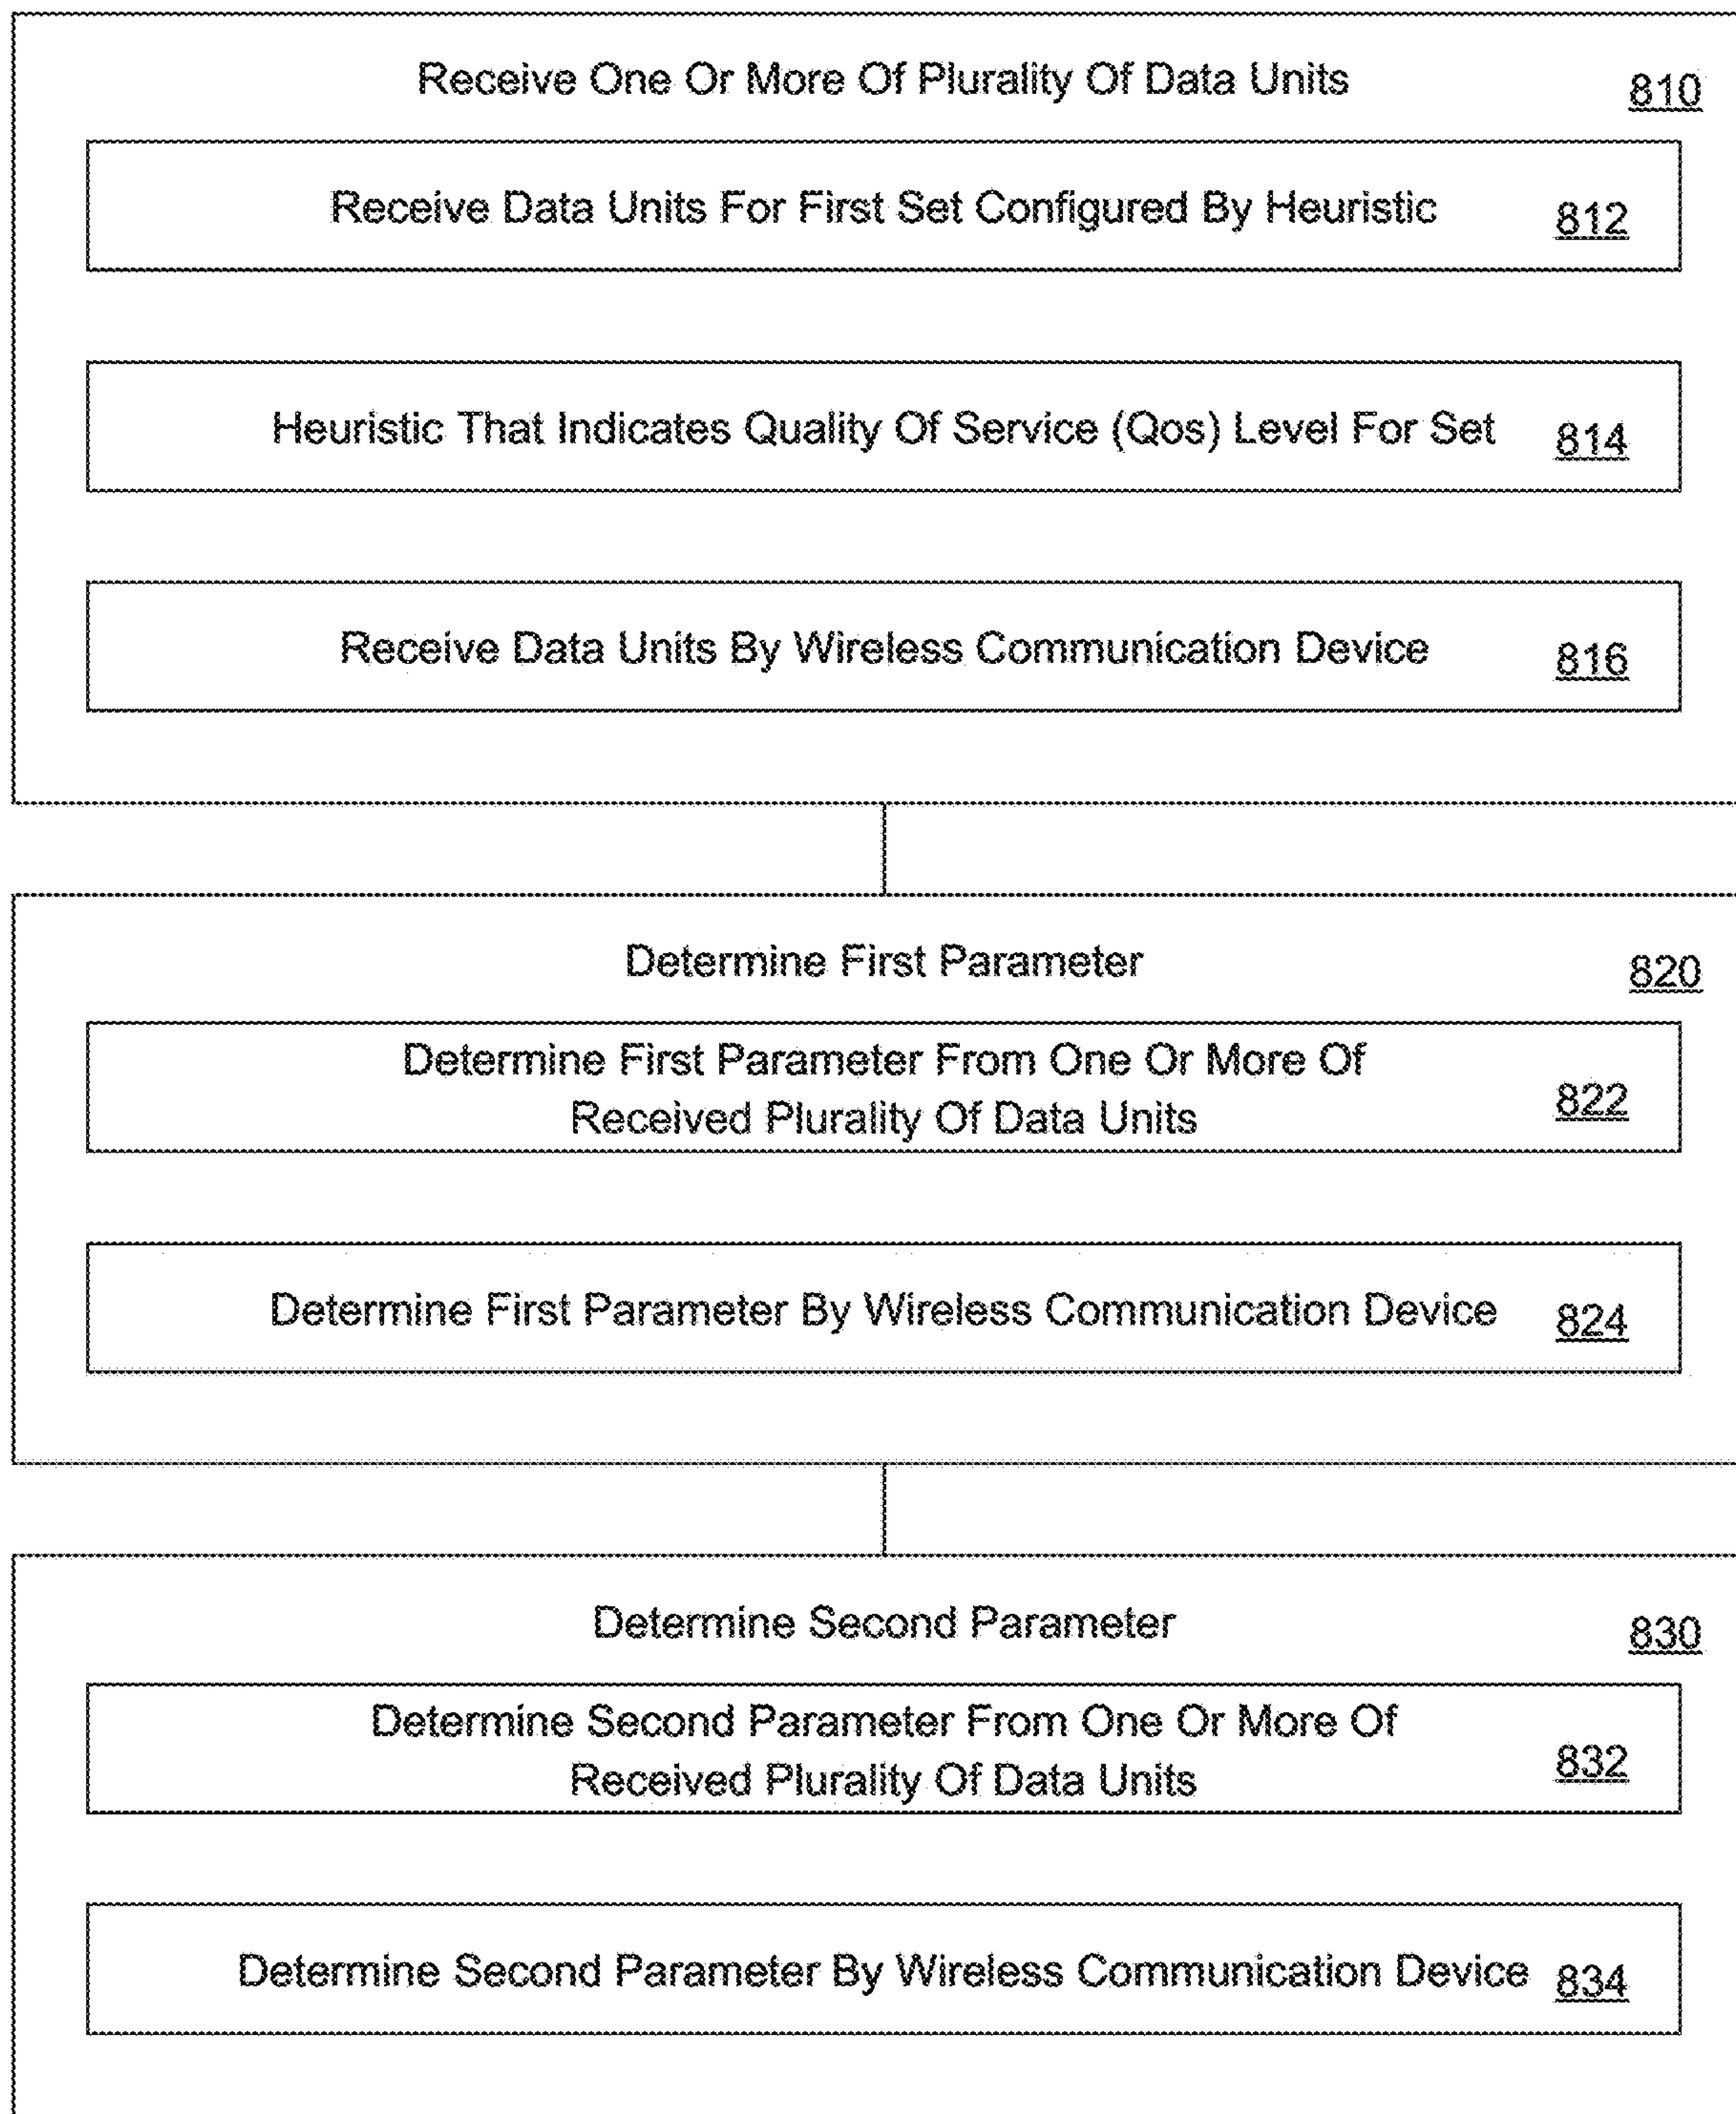 Receive One Or More Of Plurality Of Data Units 810
Receive Data Units For First Set Configured By Heuristic 812
Heuristic That Indicates Quality Of Service (Qos) Level For Set 814
Receive Data Units By Wireless Communication Device 816
Determine First Parameter 820
Determine First Parameter From One Or More Of
Received Plurality Of Data Units 822
Determine First Parameter By Wireless Communication Device 824
Determine Second Parameter 830
Determine Second Parameter From One Or More Of
Received Plurality Of Data Units 832
Determine Second Parameter By Wireless Communication Device 834